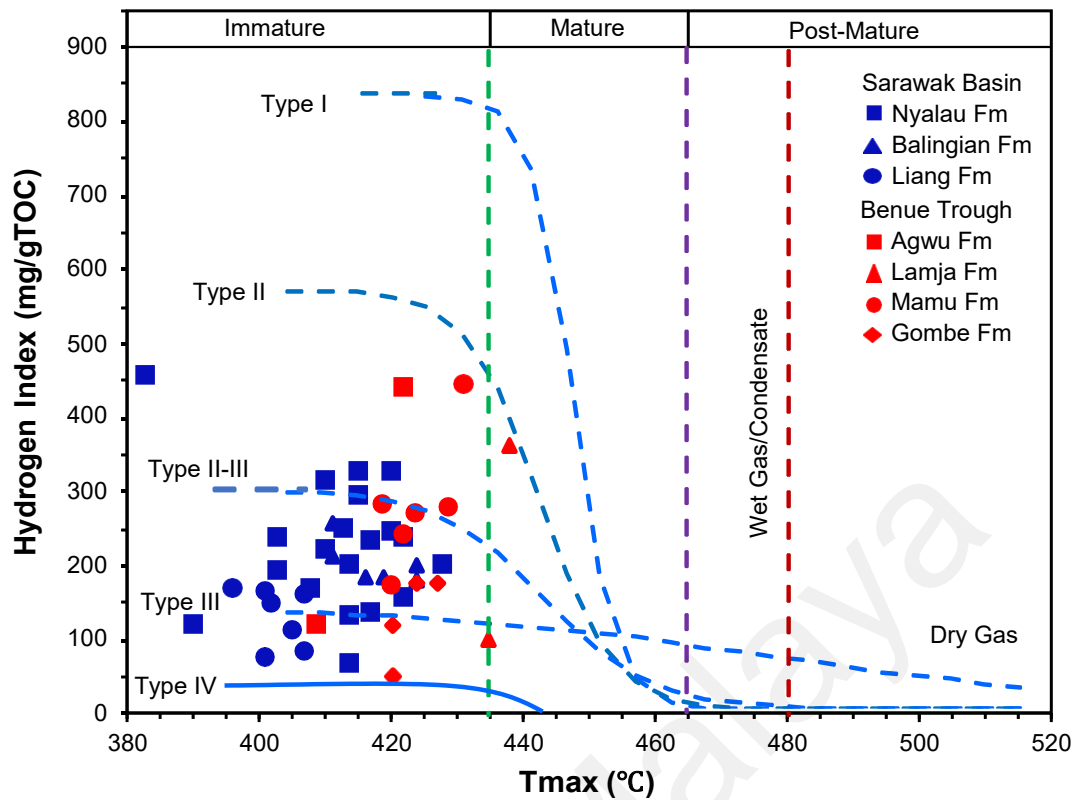 Immature Mature Post-Mature
900
800
700
600
500
400
300
200
100
0
Hydrogen Index (mg/gTOC)
Type I
Type II
Type II-III
Type III
Type IV
Sarawak Basin
Nyalau Fm
Balingian Fm
Liang Fm
Benue Trough
Agwu Fm
Lamja Fm
Mamu Fm
Gombe Fm
Wet Gas/Condensate
Dry Gas
380 400 420 440 460 480 500 520
Tmax (℃)
Malaya